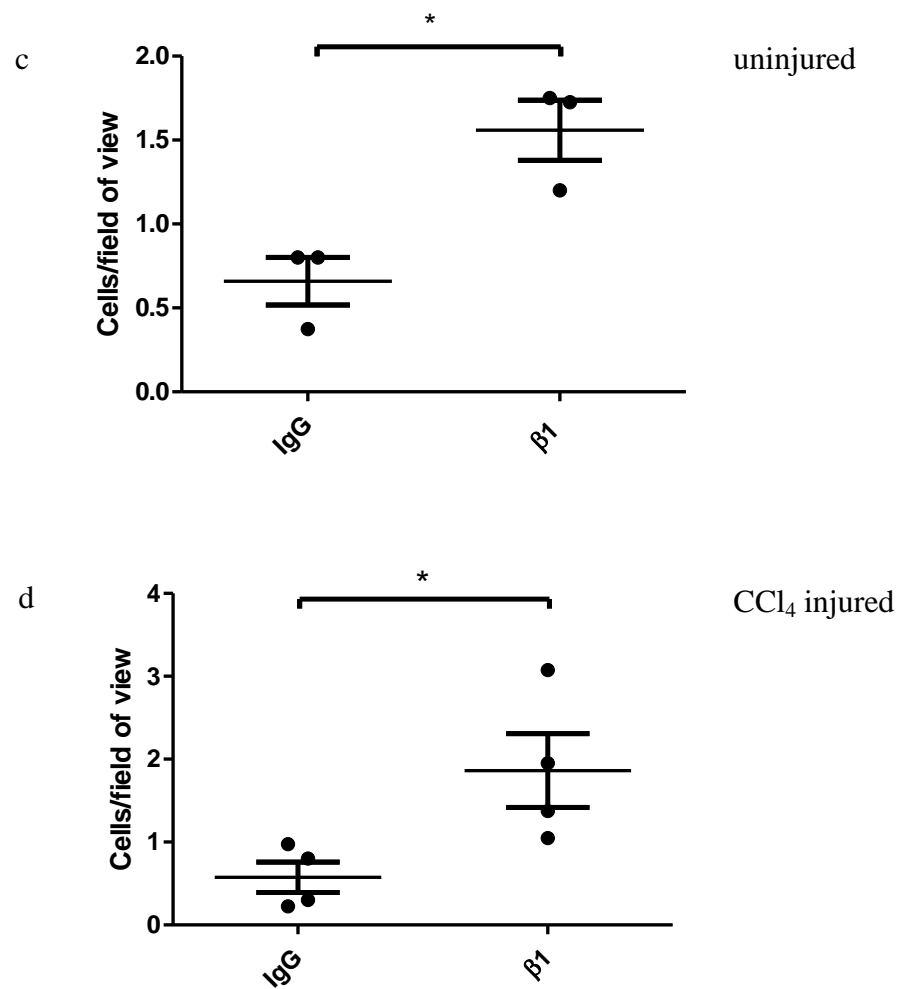 c
uninjured
*
2.0
1.5
1.0
0.5
0.0
Cells/field of view
IgG
β1
d
CCl₄ injured
*
4
3
2
1
0
Cells/field of view
IgG
β1